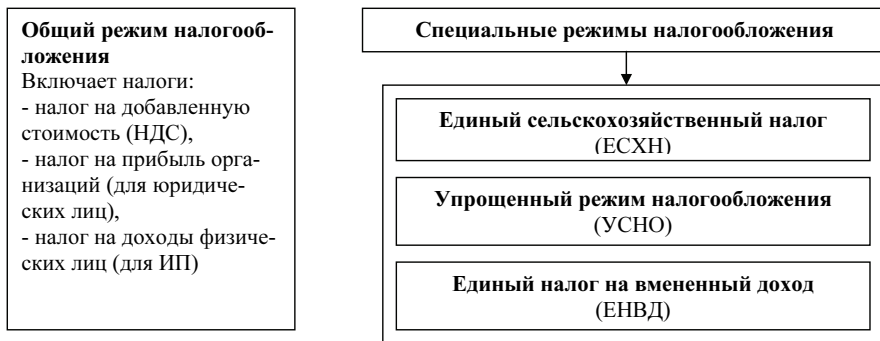 Общий режим налогооб-
ложения
Включает налоги:
- налог на добавленную
стоимость (НДС),
- налог на прибыль орга-
низаций (для юридиче-
ских лиц),
- налог на доходы физиче-
ских лиц (для ИП)
Специальные режимы налогообложения
Единый сельскохозяйственный налог
(ЕСХН)
Упрощенный режим налогообложения
(УСНО)
Единый налог на вмененный доход
(ЕНВД)